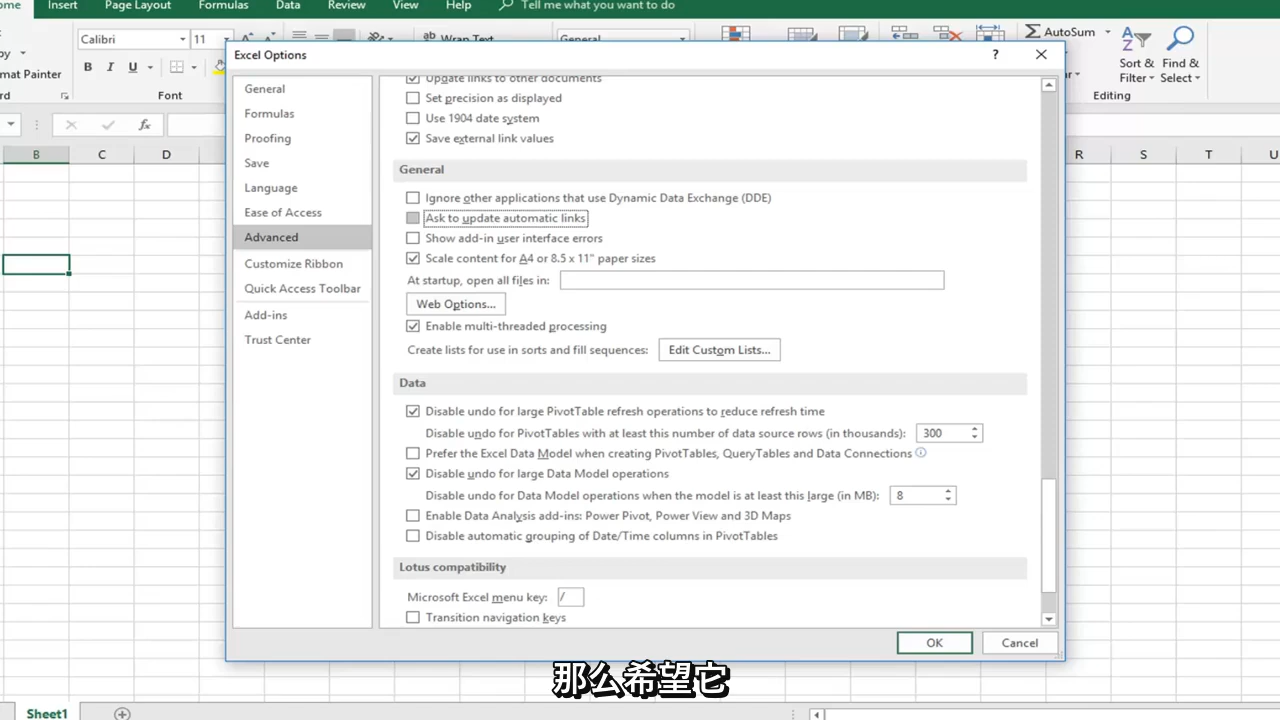 ome Insert Page Layout Formulas Data Review View Help Tell me what you want to do
Calibri 11 Wrap Text General AutoSum
py
mat Painter B I U Sort & Find &
Filter Select
rd Font Editing
fx
B C D R S T U
Excel Options ?
General
Formulas
Proofing
Save
Language
Ease of Access
Advanced
Customize Ribbon
Quick Access Toolbar
Add-ins
Trust Center
Update links to other documents
Set precision as displayed
Use 1904 date system
Save external link values
General
Ignore other applications that use Dynamic Data Exchange (DDE)
Ask to update automatic links
Show add-in user interface errors
Scale content for A4 or 8.5 x 11" paper sizes
At startup, open all files in:
Web Options...
Enable multi-threaded processing
Create lists for use in sorts and fill sequences: Edit Custom Lists...
Data
Disable undo for large PivotTable refresh operations to reduce refresh time
Disable undo for PivotTables with at least this number of data source rows (in thousands): 300
Prefer the Excel Data Model when creating PivotTables, QueryTables and Data Connections
Disable undo for large Data Model operations
Disable undo for Data Model operations when the model is at least this large (in MB): 8
Enable Data Analysis add-ins: Power Pivot, Power View and 3D Maps
Disable automatic grouping of Date/Time columns in PivotTables
Lotus compatibility
Microsoft Excel menu key: /
Transition navigation keys
OK Cancel
那么希望它
Sheet1